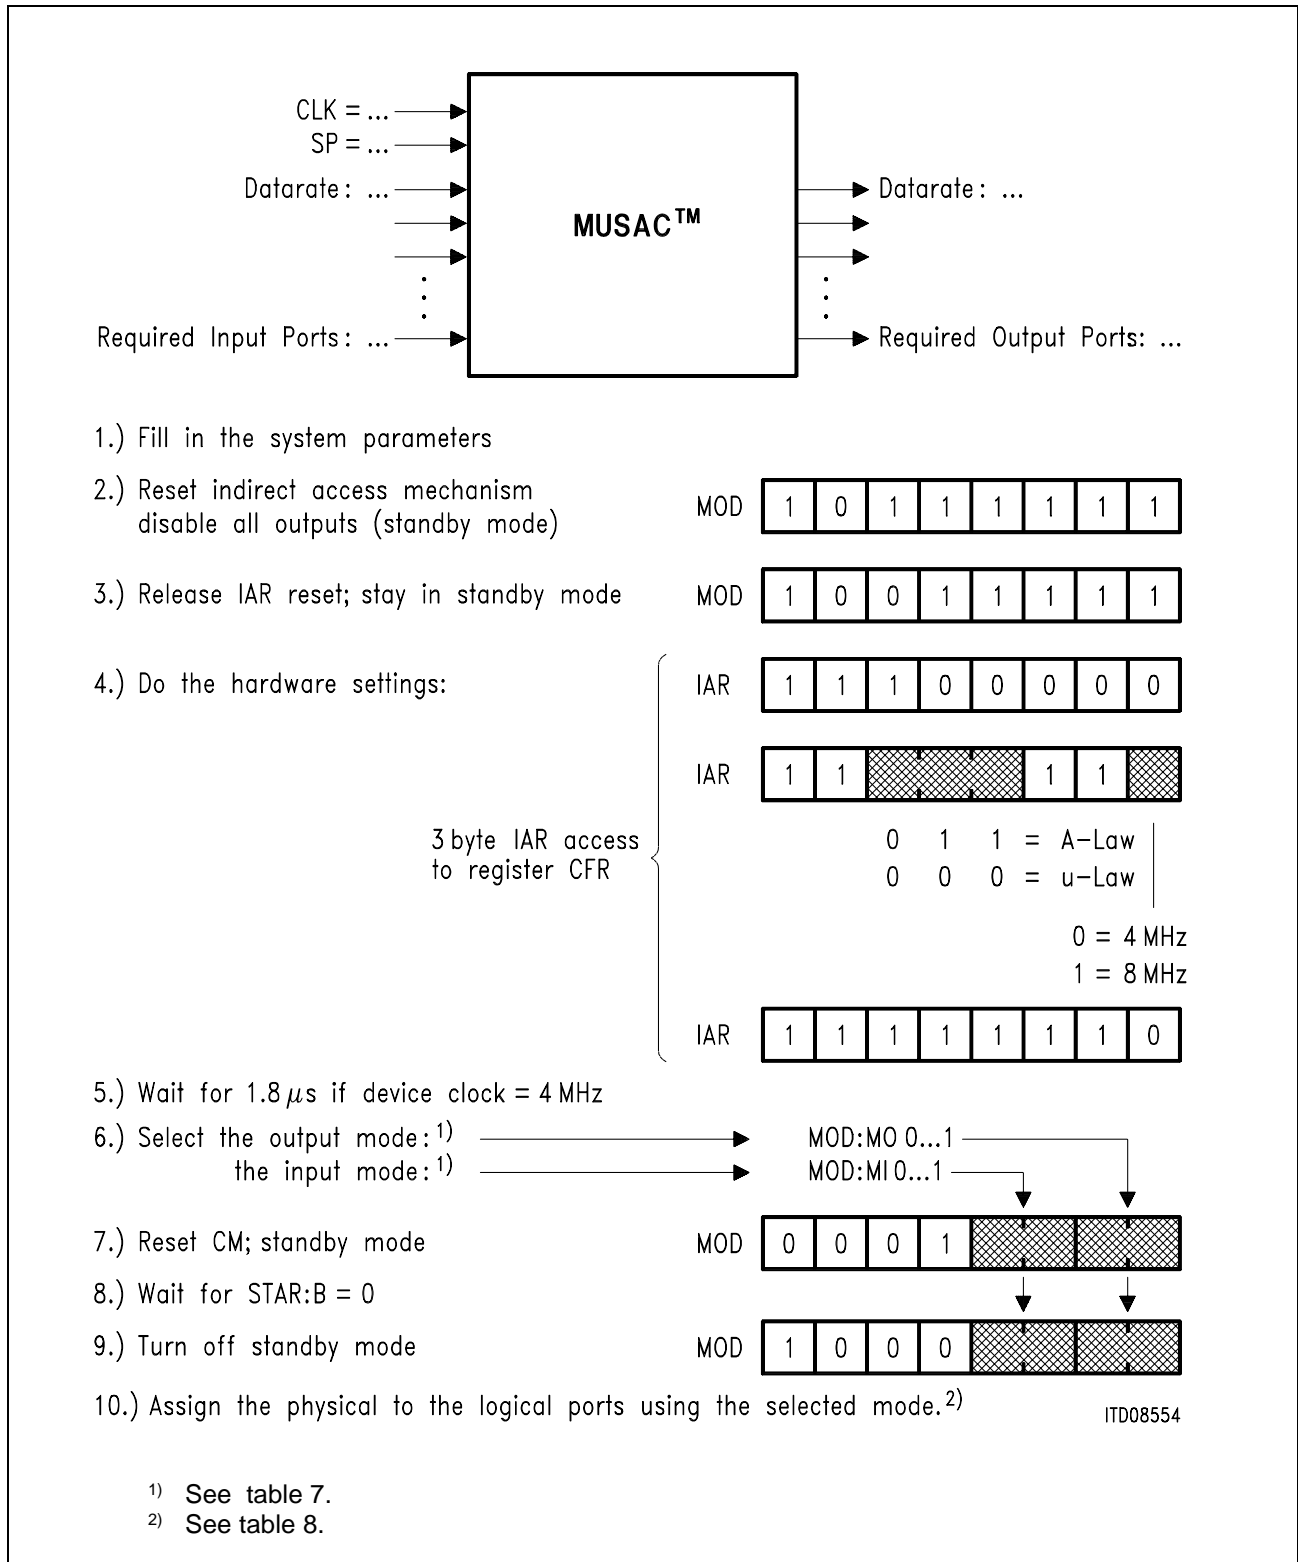 CLK = ...
SP = ...
Datarate: ...
Datarate: ...
MUSAC™
Required Input Ports: ...
Required Output Ports: ...
1.) Fill in the system parameters
2.) Reset indirect access mechanism
disable all outputs (standby mode)
MOD 1 0 1 1 1 1 1 1
3.) Release IAR reset; stay in standby mode MOD 1 0 0 1 1 1 1 1
4.) Do the hardware settings: IAR 1 1 1 0 0 0 0 0
IAR 1 1 1 1
3 byte IAR access
to register CFR
0 1 1 = A-Law
0 0 0 = u-Law
0 = 4 MHz
1 = 8 MHz
IAR 1 1 1 1 1 1 1 0
5.) Wait for 1.8 μs if device clock = 4 MHz
6.) Select the output mode:1) MOD:MO 0...1
the input mode:1) MOD:MI 0...1
7.) Reset CM; standby mode MOD 0 0 0 1
8.) Wait for STAR:B = 0
9.) Turn off standby mode MOD 1 0 0 0
10.) Assign the physical to the logical ports using the selected mode.2)
ITD08554
1) See table 7.
2) See table 8.